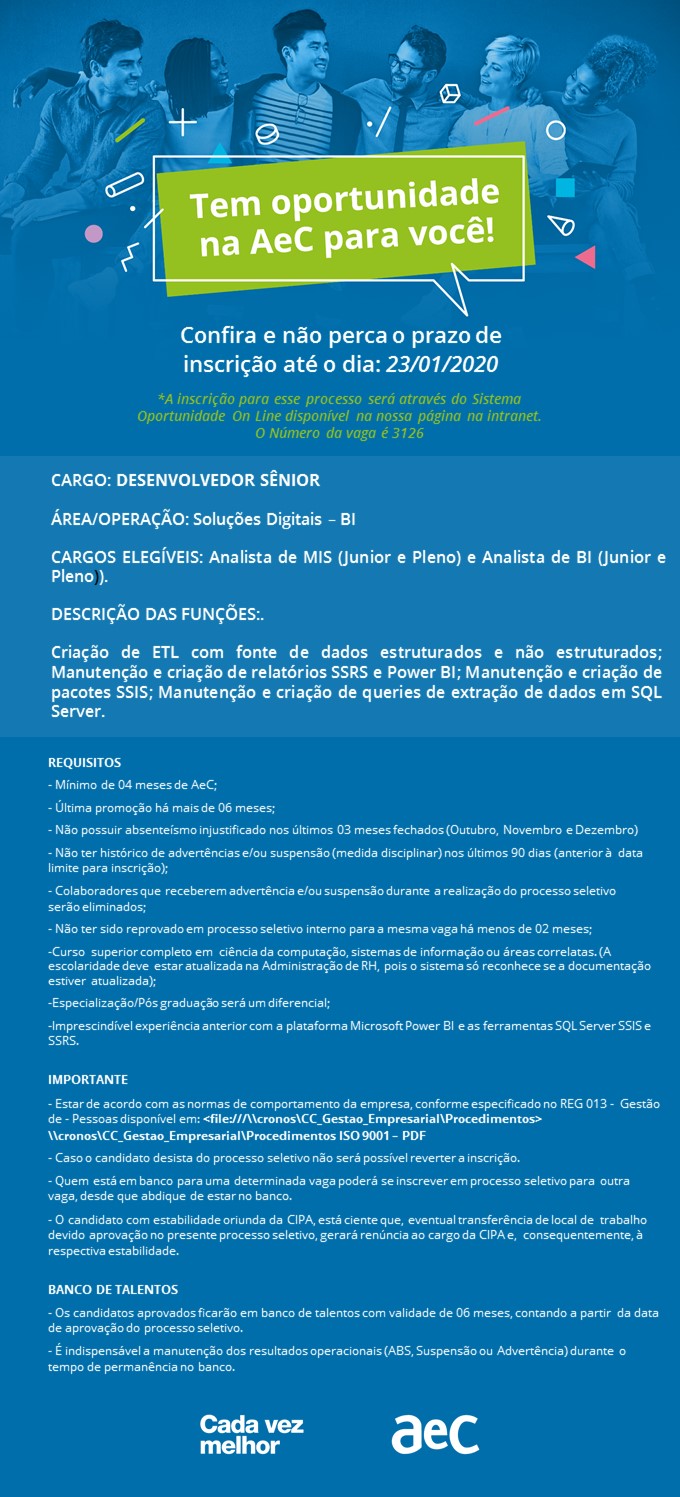 Tem oportunidade
na AeC para você!
Confira e não perca o prazo de
inscrição até o dia: 23/01/2020
*A inscrição para esse processo será através do Sistema
Oportunidade On Line disponível na nossa página na intranet.
O Número da vaga é 3126
CARGO: DESENVOLVEDOR SÊNIOR
ÁREA/OPERAÇÃO: Soluções Digitais – BI
CARGOS ELEGÍVEIS: Analista de MIS (Junior e Pleno) e Analista de BI (Junior e
Pleno)).
DESCRIÇÃO DAS FUNÇÕES:.
Criação de ETL com fonte de dados estruturados e não estruturados;
Manutenção e criação de relatórios SSRS e Power BI; Manutenção e criação de
pacotes SSIS; Manutenção e criação de queries de extração de dados em SQL
Server.
REQUISITOS
- Mínimo de 04 meses de AeC;
- Última promoção há mais de 06 meses;
- Não possuir absenteísmo injustificado nos últimos 03 meses fechados (Outubro, Novembro e Dezembro)
- Não ter histórico de advertências e/ou suspensão (medida disciplinar) nos últimos 90 dias (anterior à data
limite para inscrição);
- Colaboradores que receberem advertência e/ou suspensão durante a realização do processo seletivo
serão eliminados;
- Não ter sido reprovado em processo seletivo interno para a mesma vaga há menos de 02 meses;
-Curso superior completo em ciência da computação, sistemas de informação ou áreas correlatas. (A
escolaridade deve estar atualizada na Administração de RH, pois o sistema só reconhece se a documentação
estiver atualizada);
-Especialização/Pós graduação será um diferencial;
-Imprescindível experiência anterior com a plataforma Microsoft Power BI e as ferramentas SQL Server SSIS e
SSRS.
IMPORTANTE
- Estar de acordo com as normas de comportamento da empresa, conforme especificado no REG 013 - Gestão
de - Pessoas disponível em: <file:///\\cronos\CC_Gestao_Empresarial\Procedimentos>
\\cronos\CC_Gestao_Empresarial\Procedimentos ISO 9001 – PDF
- Caso o candidato desista do processo seletivo não será possível reverter a inscrição.
- Quem está em banco para uma determinada vaga poderá se inscrever em processo seletivo para outra
vaga, desde que abdique de estar no banco.
- O candidato com estabilidade oriunda da CIPA, está ciente que, eventual transferência de local de trabalho
devido aprovação no presente processo seletivo, gerará renúncia ao cargo da CIPA e, consequentemente, à
respectiva estabilidade.
BANCO DE TALENTOS
- Os candidatos aprovados ficarão em banco de talentos com validade de 06 meses, contando a partir da data
de aprovação do processo seletivo.
- É indispensável a manutenção dos resultados operacionais (ABS, Suspensão ou Advertência) durante o
tempo de permanência no banco.
Cada vez
melhor
aeC